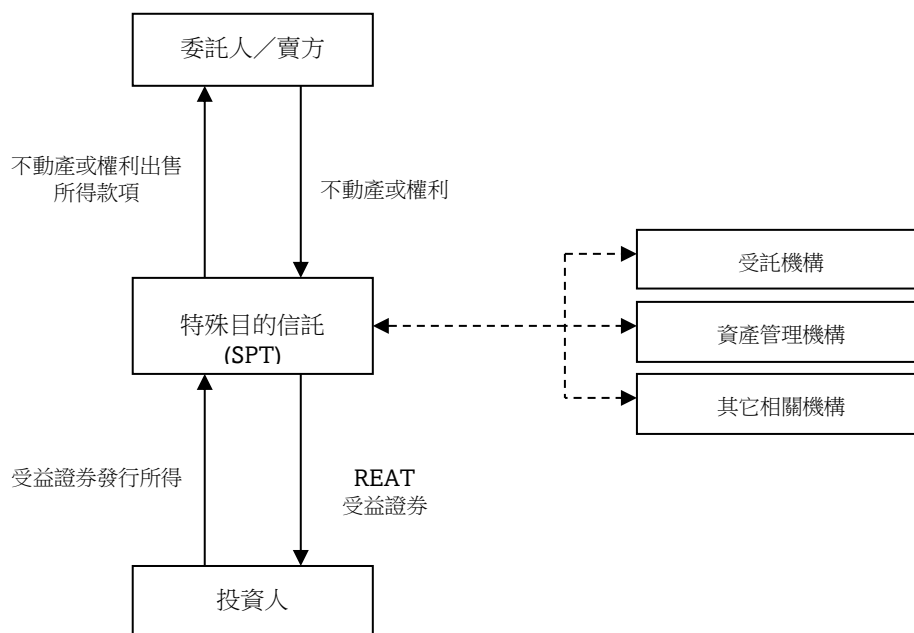 委託人／賣方
不動產或權利出售
所得款項
不動產或權利
受託機構
特殊目的信託
(SPT)
資產管理機構
其它相關機構
受益證券發行所得
REAT
受益證券
投資人